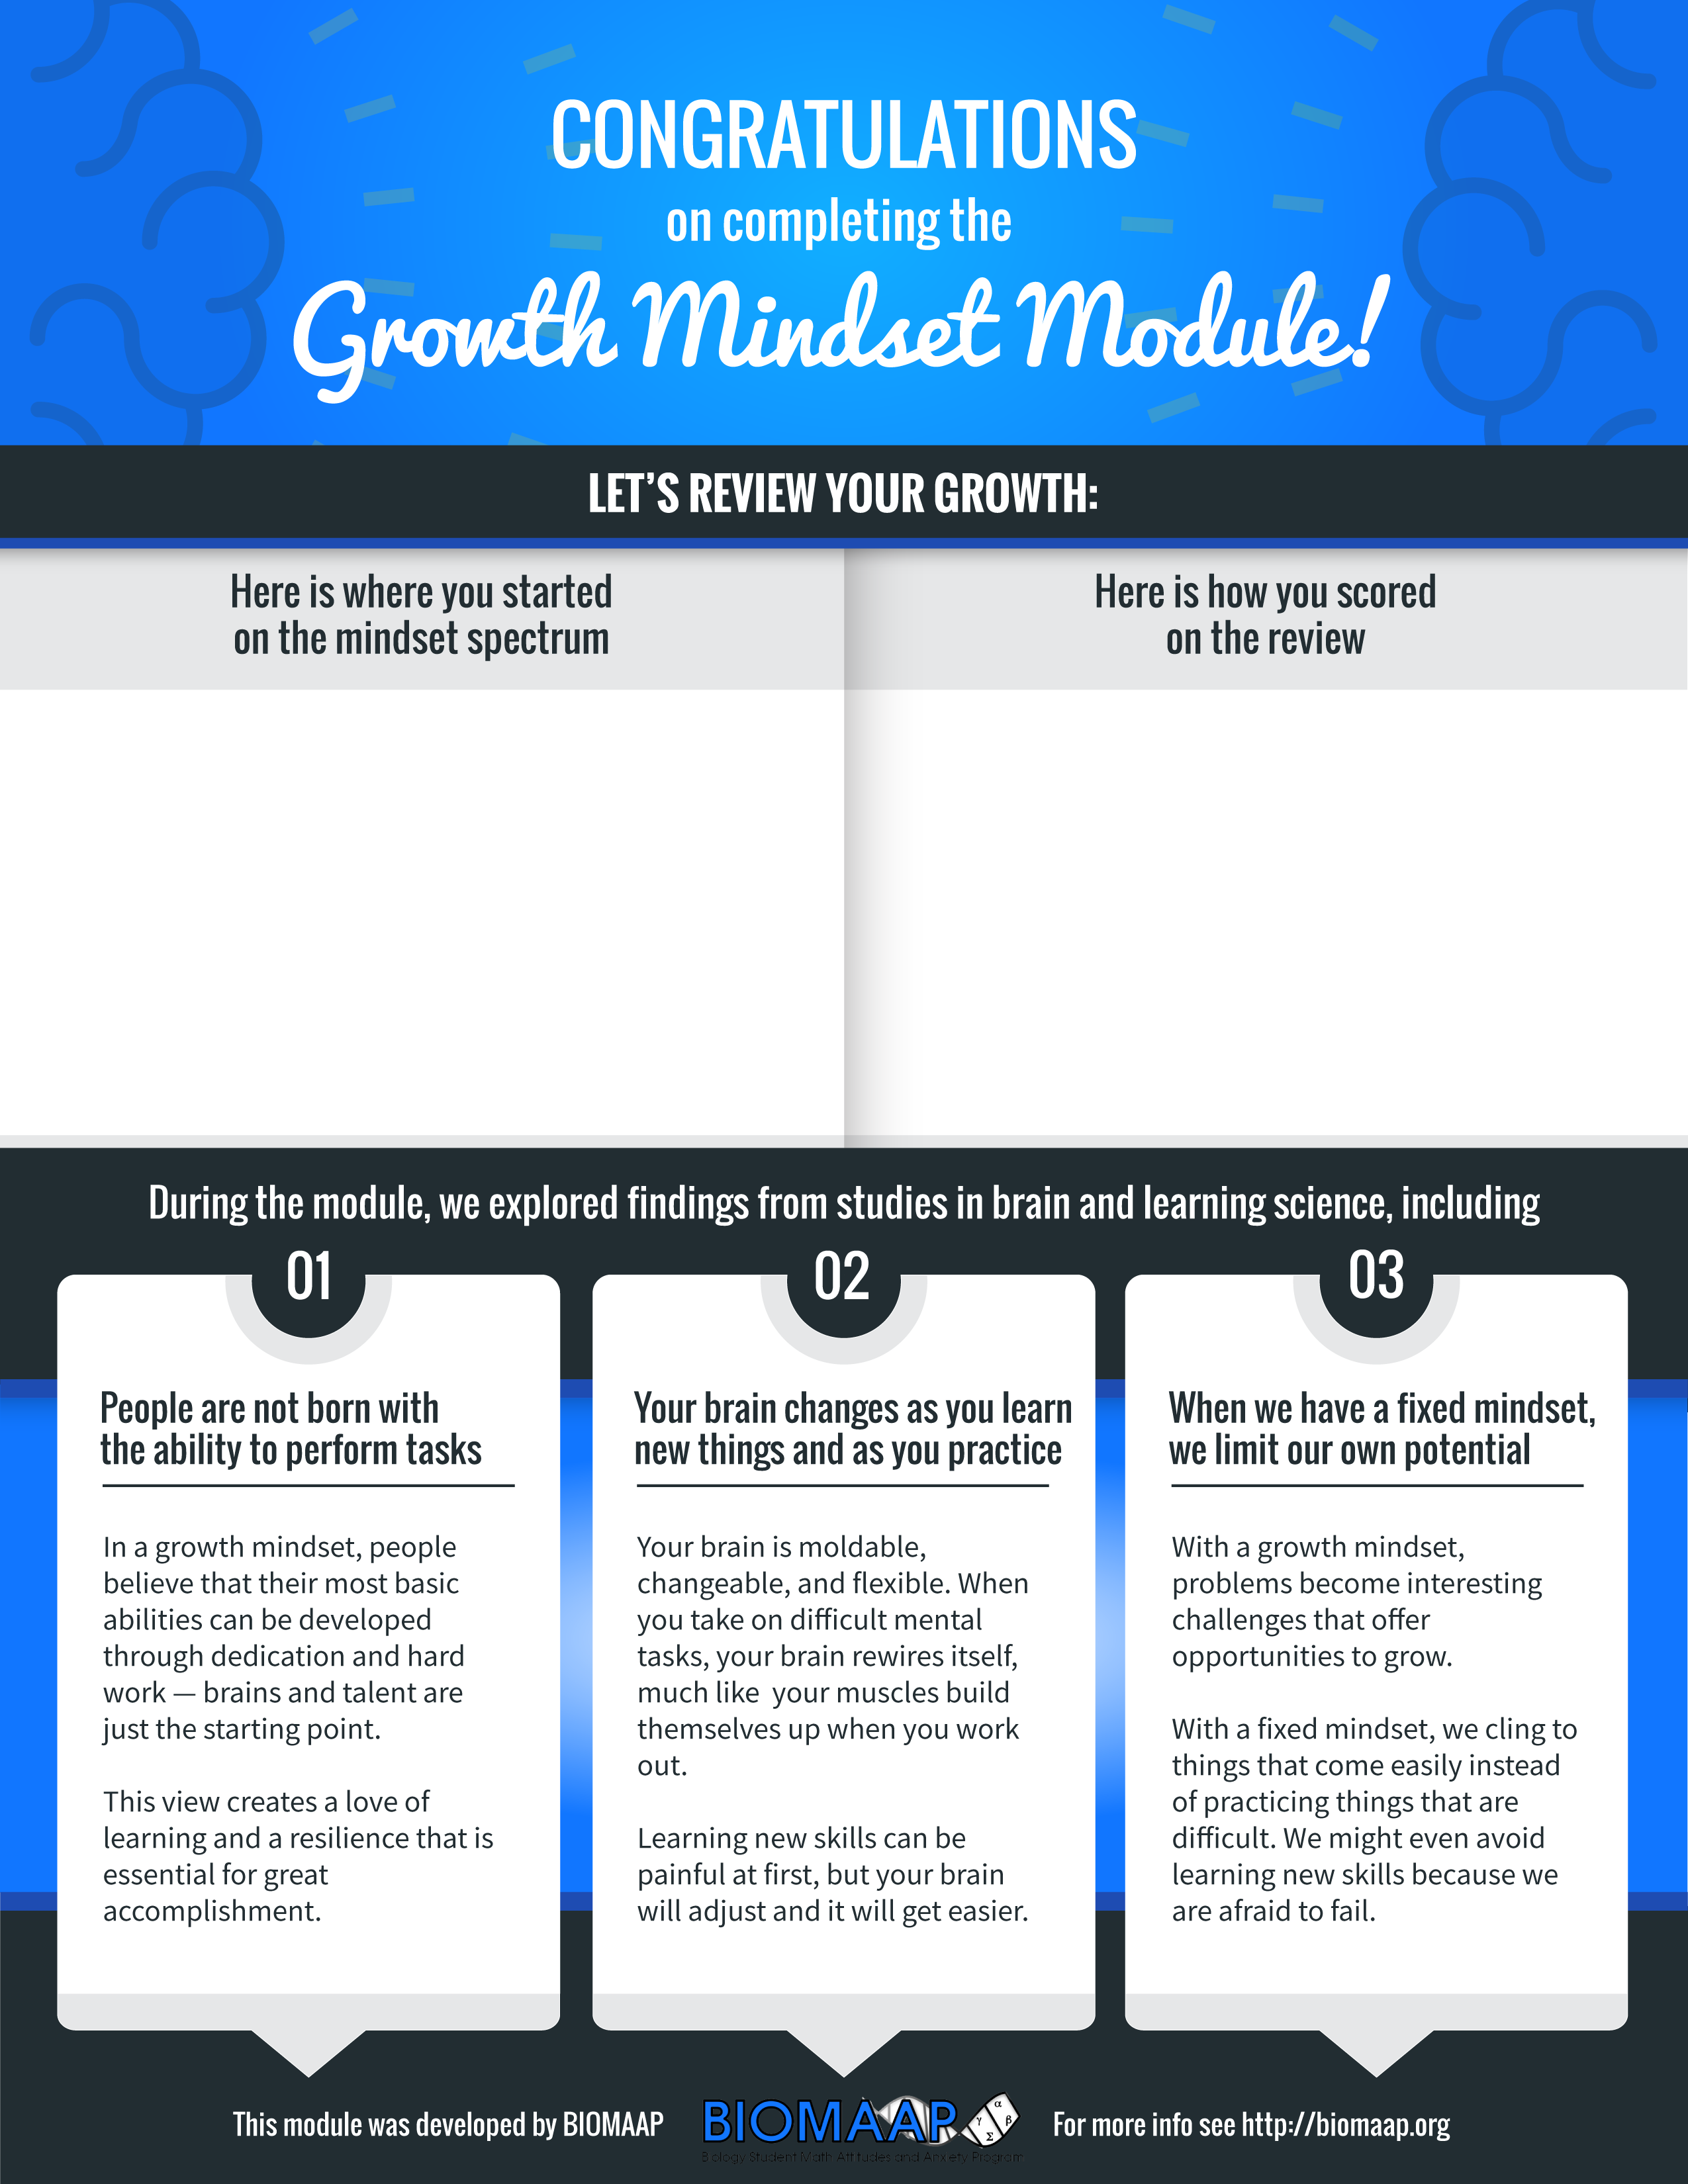 CONGRATULATIONS
on completing the
Growth Mindset Module!
LET'S REVIEW YOUR GROWTH:
Here is where you started
on the mindset spectrum
Here is how you scored
on the review
During the module, we explored findings from studies in brain and learning science, including
01
People are not born with
the ability to perform tasks
In a growth mindset, people
believe that their most basic
abilities can be developed
through dedication and hard
work — brains and talent are
just the starting point.
This view creates a love of
learning and a resilience that is
essential for great
accomplishment.
02
Your brain changes as you learn
new things and as you practice
Your brain is moldable,
changeable, and flexible. When
you take on difficult mental
tasks, your brain rewires itself,
much like  your muscles build
themselves up when you work
out.
Learning new skills can be
painful at first, but your brain
will adjust and it will get easier.
03
When we have a fixed mindset,
we limit our own potential
With a growth mindset,
problems become interesting
challenges that offer
opportunities to grow.
With a fixed mindset, we cling to
things that come easily instead
of practicing things that are
difficult. We might even avoid
learning new skills because we
are afraid to fail.
This module was developed by BIOMAAP
BIOMAAP
α
γ β
Σ
Biology Student Math Attitudes and Anxiety Program
For more info see http://biomaap.org